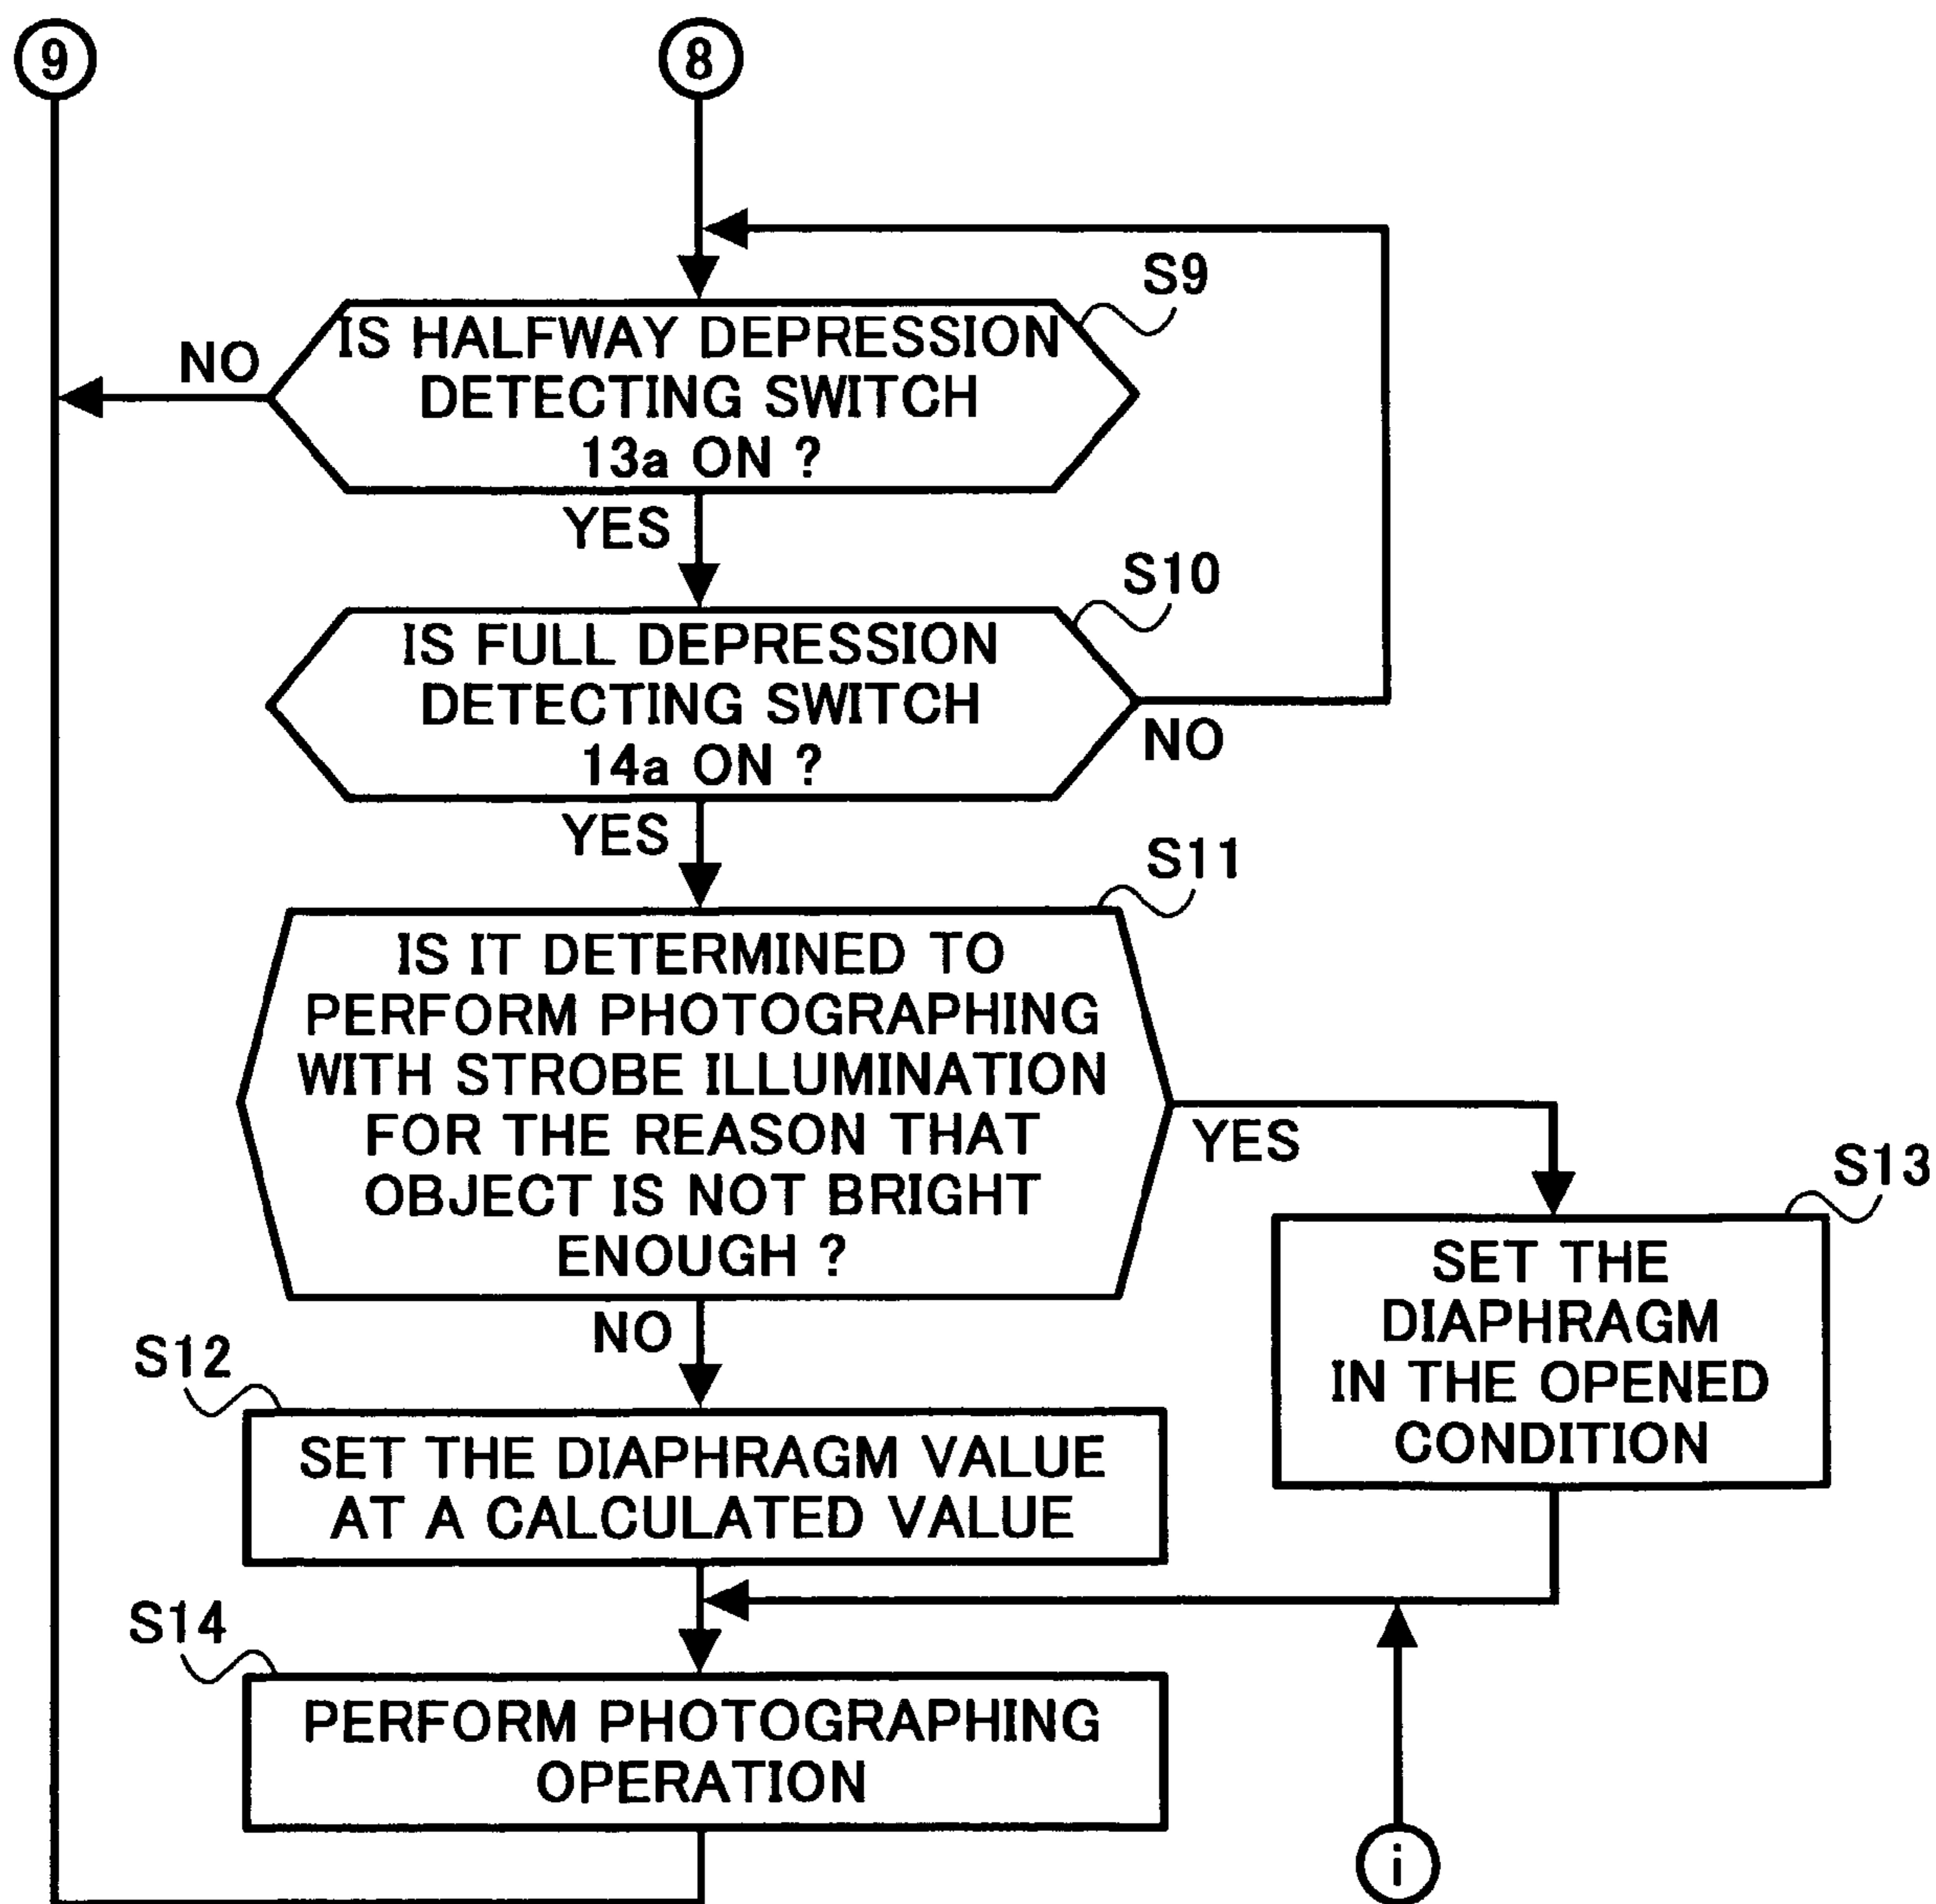 9
8
S9
IS HALFWAY DEPRESSION
DETECTING SWITCH
13a ON ?
NO
YES
S10
IS FULL DEPRESSION
DETECTING SWITCH
14a ON ?
NO
YES
S11
IS IT DETERMINED TO
PERFORM PHOTOGRAPHING
WITH STROBE ILLUMINATION
FOR THE REASON THAT
OBJECT IS NOT BRIGHT
ENOUGH ?
YES
NO
S13
SET THE
DIAPHRAGM
IN THE OPENED
CONDITION
S12
SET THE DIAPHRAGM VALUE
AT A CALCULATED VALUE
S14
PERFORM PHOTOGRAPHING
OPERATION
i